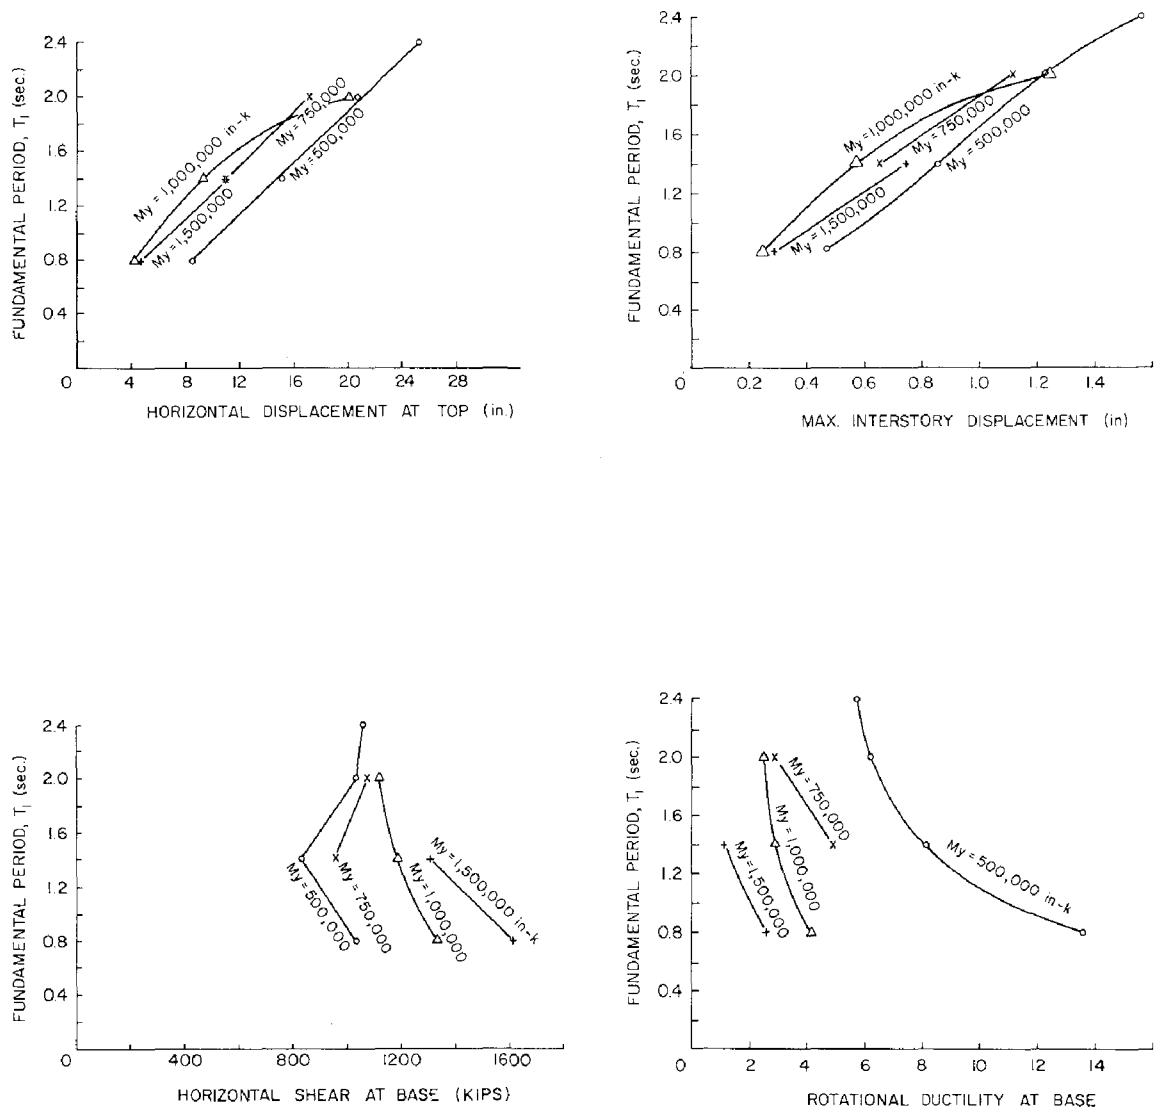 FUNDAMENTAL PERIOD, T1 (sec.)
2.4
2.0
1.6
1.2
0.8
0.4
0
4
8
12
16
20
24
28
My = 1,000,000 in-k
My = 750,000
My = 500,000
My = 1,500,000
HORIZONTAL DISPLACEMENT AT TOP (in.)
FUNDAMENTAL PERIOD, T1 (sec.)
2.4
2.0
1.6
1.2
0.8
0.4
0
0.2
0.4
0.6
0.8
1.0
1.2
1.4
My = 1,000,000 in-k
My = 750,000
My = 500,000
My = 1,500,000
MAX. INTERSTORY DISPLACEMENT (in)
FUNDAMENTAL PERIOD, T1 (sec.)
2.4
2.0
1.6
1.2
0.8
0.4
0
400
800
1200
1600
My = 500,000
My = 750,000
My = 1,000,000
My = 1,500,000 in-k
HORIZONTAL SHEAR AT BASE (KIPS)
FUNDAMENTAL PERIOD, T1 (sec.)
2.4
2.0
1.6
1.2
0.8
0.4
0
2
4
6
8
10
12
14
My = 1,500,000
My = 1,000,000
My = 750,000
My = 500,000 in-k
ROTATIONAL DUCTILITY AT BASE